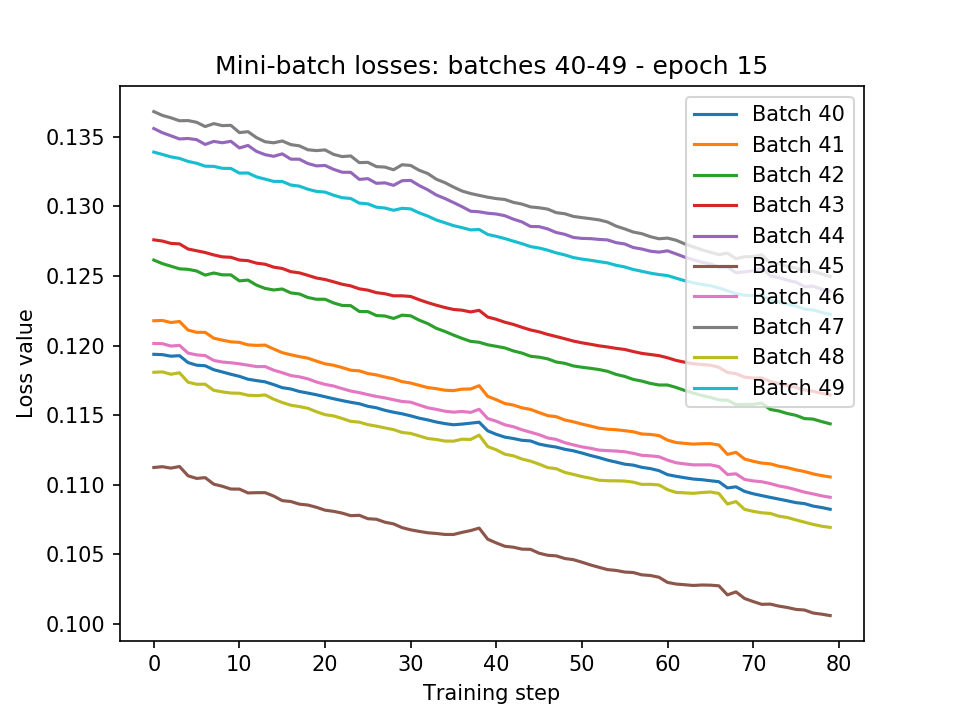 Mini-batch losses: batches 40-49 - epoch 15
Loss value
0.135
0.130
0.125
0.120
0.115
0.110
0.105
0.100
Batch 40
Batch 41
Batch 42
Batch 43
Batch 44
Batch 45
Batch 46
Batch 47
Batch 48
Batch 49
0 10 20 30 40 50 60 70 80
Training step